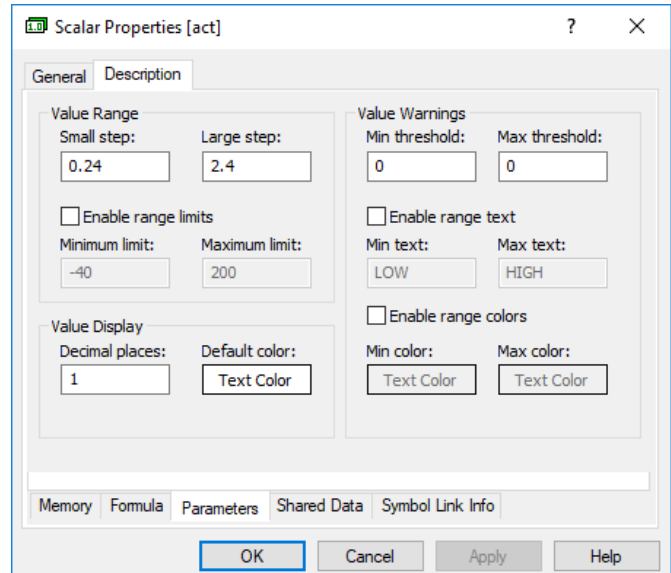 1.0 Scalar Properties [act] ?
General Description
Value Range
Small step: Large step:
0.24 2.4
Enable range limits
Minimum limit: Maximum limit:
-40 200
Value Display
Decimal places: Default color:
1 Text Color
Value Warnings
Min threshold: Max threshold:
0 0
Enable range text
Min text: Max text:
LOW HIGH
Enable range colors
Min color: Max color:
Text Color Text Color
Memory Formula Parameters Shared Data Symbol Link Info
OK Cancel Apply Help